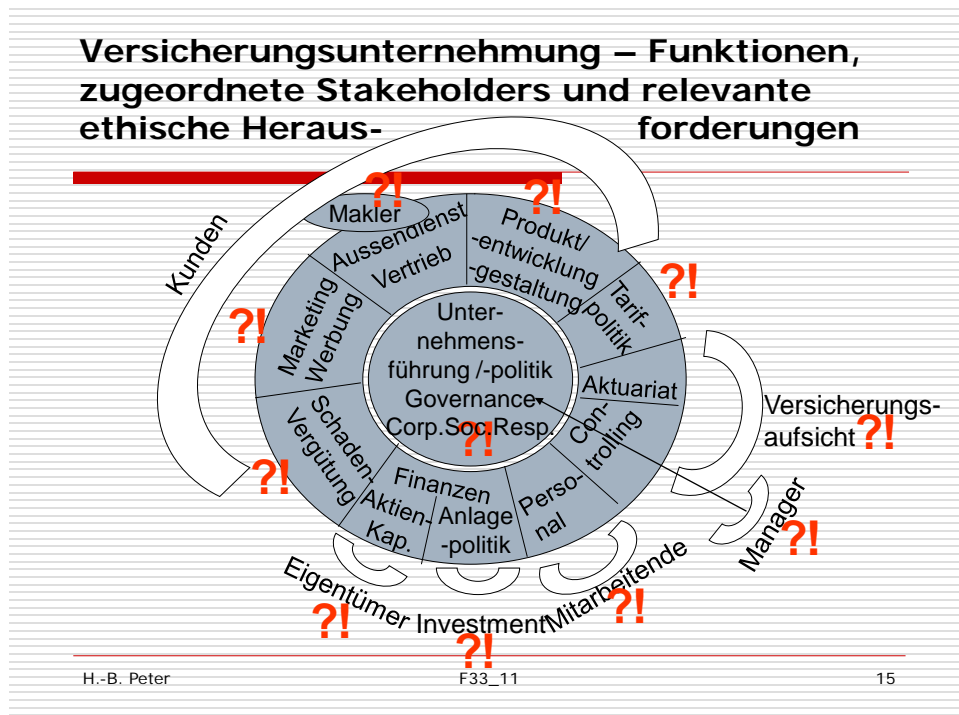 Versicherungsunternehmung – Funktionen,
zugeordnete Stakeholders und relevante
ethische Heraus- forderungen
?!
?!
Makler
Aussendienst
Vertrieb
Produkt/
-entwicklung
-gestaltung
Kunden
?!
Tarif-
politik
?!
Marketing
Werbung
Unter-
nehmens-
führung /-politik
Governance
Corp.Soc.Resp.
?!
Aktuariat
Con-
trolling
Versicherungs-
aufsicht ?!
Schaden-
Vergütung
?!
Finanzen
Aktien-
Kap.
Anlage
-politik
Perso-
nal
Manager
?!
Eigentümer
?!
Investment
?!
Mitarbeitende
?!
H.-B. Peter F33_11 15